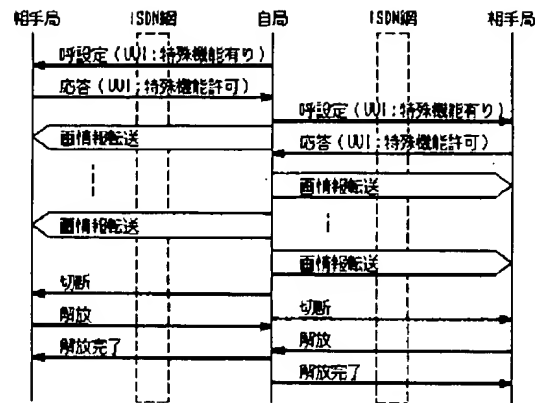 相手局 ISDN網 自局 ISDN網 相手局
呼設定(UUI:特殊機能有り)
応答(UUI:特殊機能許可)
呼設定(UUI:特殊機能有り)
画情報転送
応答(UUI:特殊機能許可)
画情報転送
画情報転送
画情報転送
切断
切断
解放
解放
解放完了
解放完了